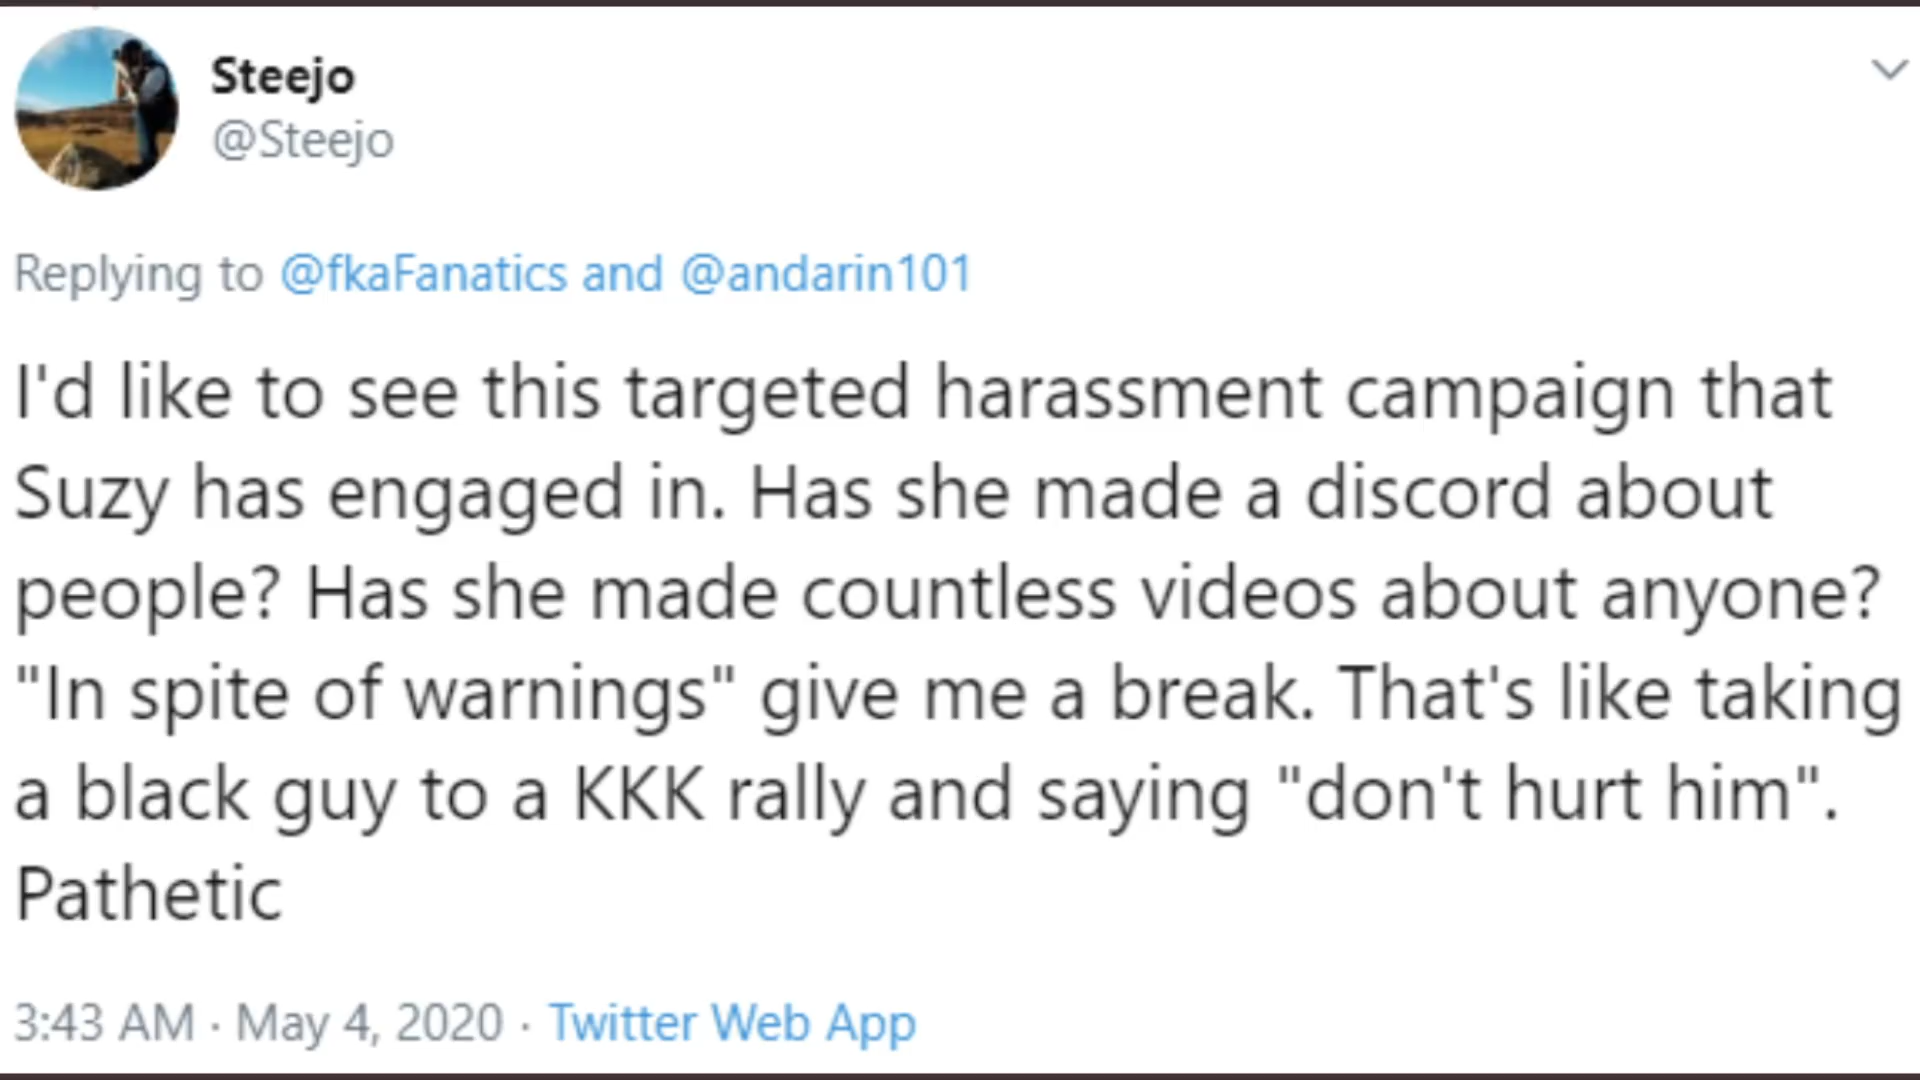 Steejo
@Steejo
Replying to @fkaFanatics and @andarin101
I'd like to see this targeted harassment campaign that
Suzy has engaged in. Has she made a discord about
people? Has she made countless videos about anyone?
"In spite of warnings" give me a break. That's like taking
a black guy to a KKK rally and saying "don't hurt him".
Pathetic
3:43 AM · May 4, 2020 · Twitter Web App